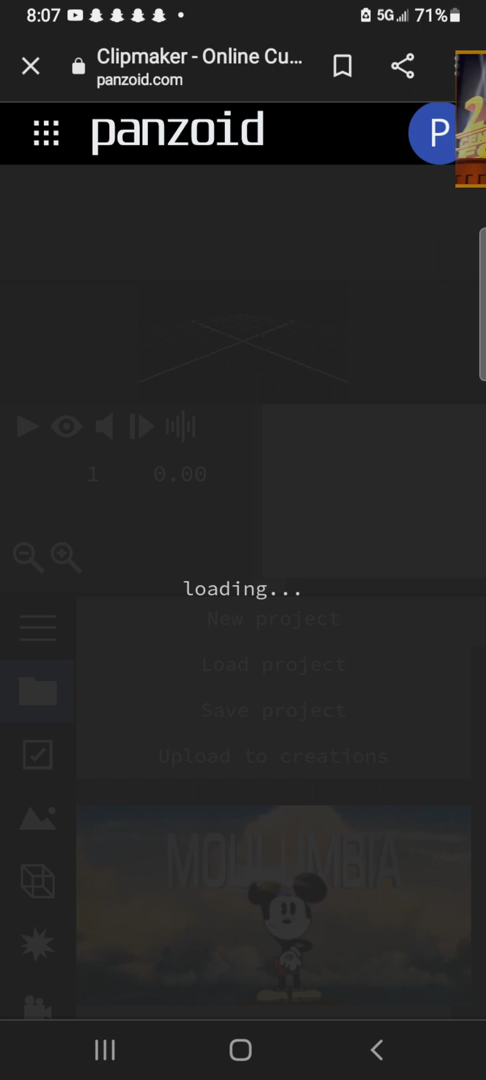 8:07 5G 71%
Clipmaker - Online Cu...
panzoid.com
panzoid P
1 0.00
loading...
New project
Load project
Save project
Upload to creations
MOULUMBIA